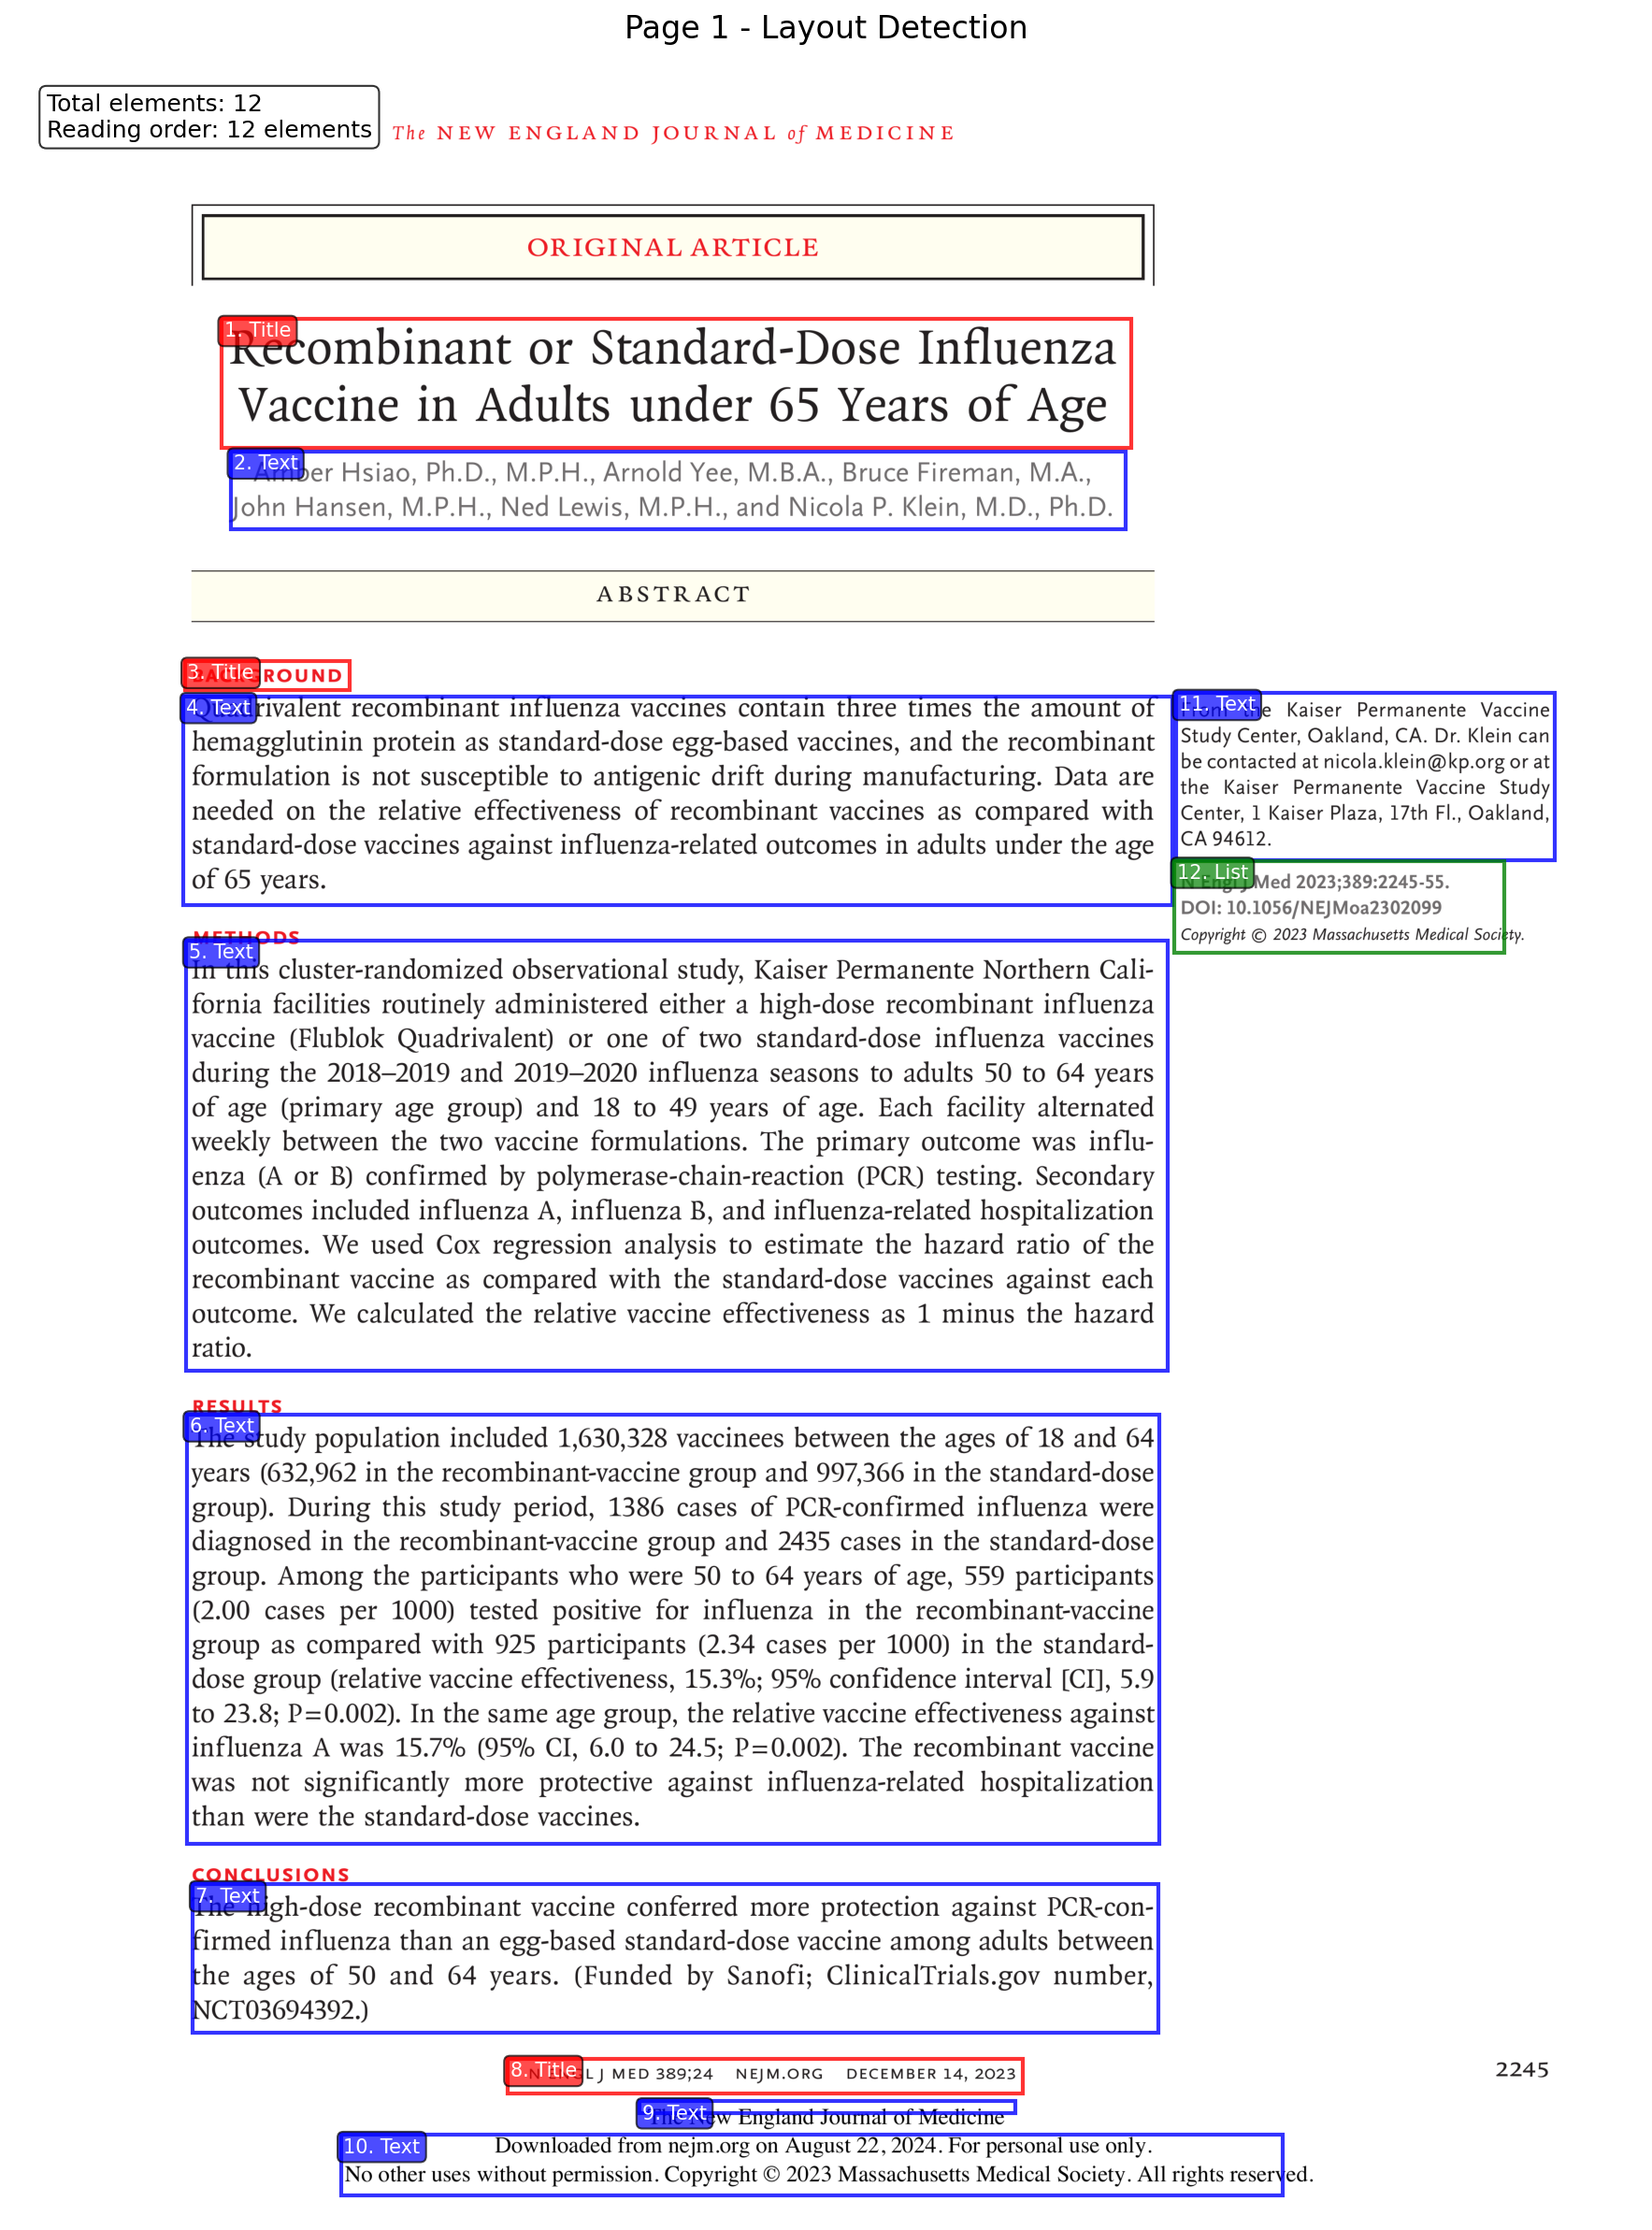 Page 1 - Layout Detection
Total elements: 12
Reading order: 12 elements
The NEW ENGLAND JOURNAL of MEDICINE
ORIGINAL ARTICLE
1. Title
Recombinant or Standard-Dose Influenza
Vaccine in Adults under 65 Years of Age
2. Text
Amber Hsiao, Ph.D., M.P.H., Arnold Yee, M.B.A., Bruce Fireman, M.A.,
John Hansen, M.P.H., Ned Lewis, M.P.H., and Nicola P. Klein, M.D., Ph.D.
ABSTRACT
3. Title
BACKGROUND
4. Text
Quadrivalent recombinant influenza vaccines contain three times the amount of
hemagglutinin protein as standard-dose egg-based vaccines, and the recombinant
formulation is not susceptible to antigenic drift during manufacturing. Data are
needed on the relative effectiveness of recombinant vaccines as compared with
standard-dose vaccines against influenza-related outcomes in adults under the age
of 65 years.
METHODS
5. Text
In this cluster-randomized observational study, Kaiser Permanente Northern Cali-
fornia facilities routinely administered either a high-dose recombinant influenza
vaccine (Flublok Quadrivalent) or one of two standard-dose influenza vaccines
during the 2018–2019 and 2019–2020 influenza seasons to adults 50 to 64 years
of age (primary age group) and 18 to 49 years of age. Each facility alternated
weekly between the two vaccine formulations. The primary outcome was influ-
enza (A or B) confirmed by polymerase-chain-reaction (PCR) testing. Secondary
outcomes included influenza A, influenza B, and influenza-related hospitalization
outcomes. We used Cox regression analysis to estimate the hazard ratio of the
recombinant vaccine as compared with the standard-dose vaccines against each
outcome. We calculated the relative vaccine effectiveness as 1 minus the hazard
ratio.
RESULTS
6. Text
The study population included 1,630,328 vaccinees between the ages of 18 and 64
years (632,962 in the recombinant-vaccine group and 997,366 in the standard-dose
group). During this study period, 1386 cases of PCR-confirmed influenza were
diagnosed in the recombinant-vaccine group and 2435 cases in the standard-dose
group. Among the participants who were 50 to 64 years of age, 559 participants
(2.00 cases per 1000) tested positive for influenza in the recombinant-vaccine
group as compared with 925 participants (2.34 cases per 1000) in the standard-
dose group (relative vaccine effectiveness, 15.3%; 95% confidence interval [CI], 5.9
to 23.8; P=0.002). In the same age group, the relative vaccine effectiveness against
influenza A was 15.7% (95% CI, 6.0 to 24.5; P=0.002). The recombinant vaccine
was not significantly more protective against influenza-related hospitalization
than were the standard-dose vaccines.
CONCLUSIONS
7. Text
The high-dose recombinant vaccine conferred more protection against PCR-con-
firmed influenza than an egg-based standard-dose vaccine among adults between
the ages of 50 and 64 years. (Funded by Sanofi; ClinicalTrials.gov number,
NCT03694392.)
8. Title
N ENGL J MED 389;24 NEJM.ORG DECEMBER 14, 2023
2245
9. Text
The New England Journal of Medicine
10. Text
Downloaded from nejm.org on August 22, 2024. For personal use only.
No other uses without permission. Copyright © 2023 Massachusetts Medical Society. All rights reserved.
11. Text
From the Kaiser Permanente Vaccine
Study Center, Oakland, CA. Dr. Klein can
be contacted at nicola.klein@kp.org or at
the Kaiser Permanente Vaccine Study
Center, 1 Kaiser Plaza, 17th Fl., Oakland,
CA 94612.
12. List
N Engl J Med 2023;389:2245-55.
DOI: 10.1056/NEJMoa2302099
Copyright © 2023 Massachusetts Medical Society.